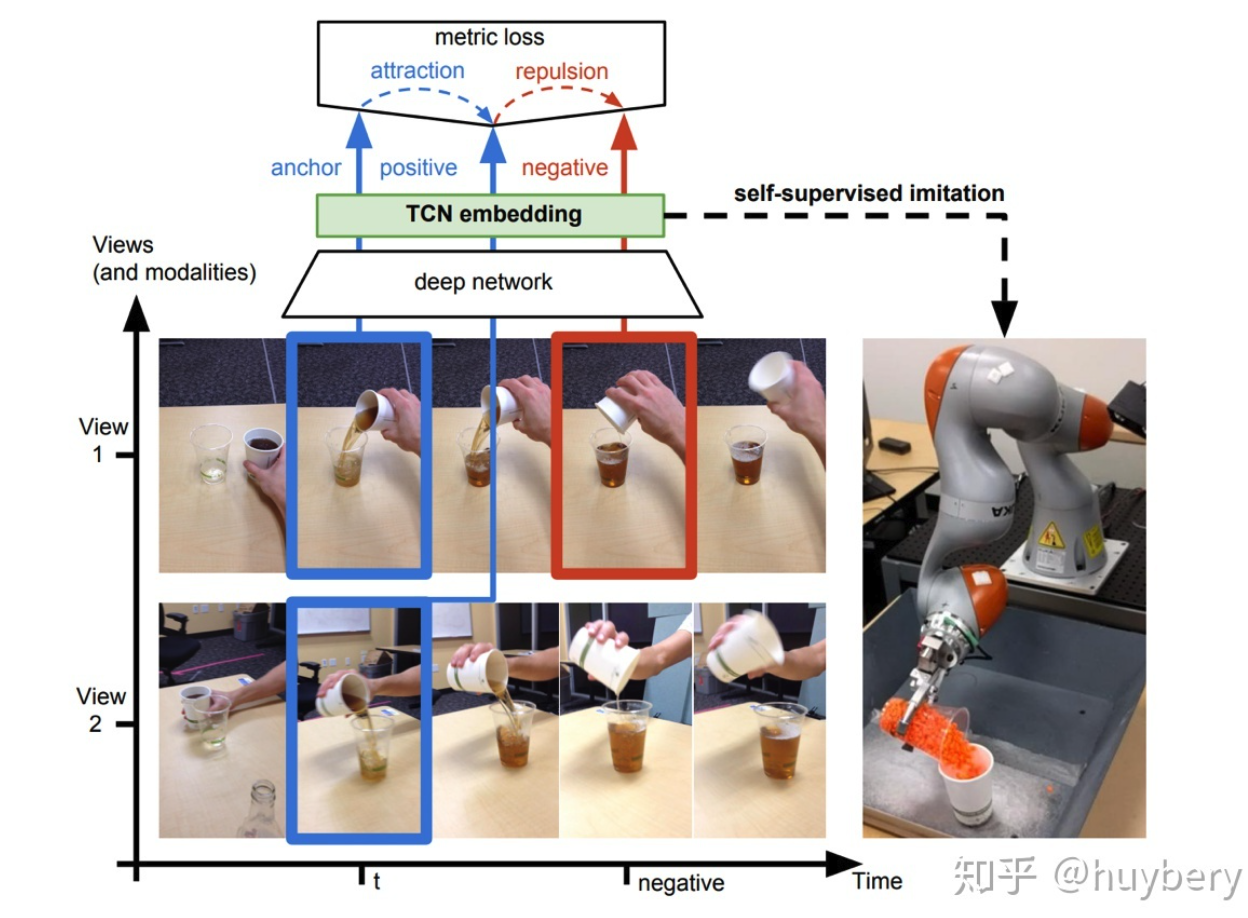 metric loss
attraction
repulsion
anchor
positive
negative
TCN embedding
self-supervised imitation
Views
(and modalities)
deep network
View
1
View
2
t
negative
Time
知乎 @huybery